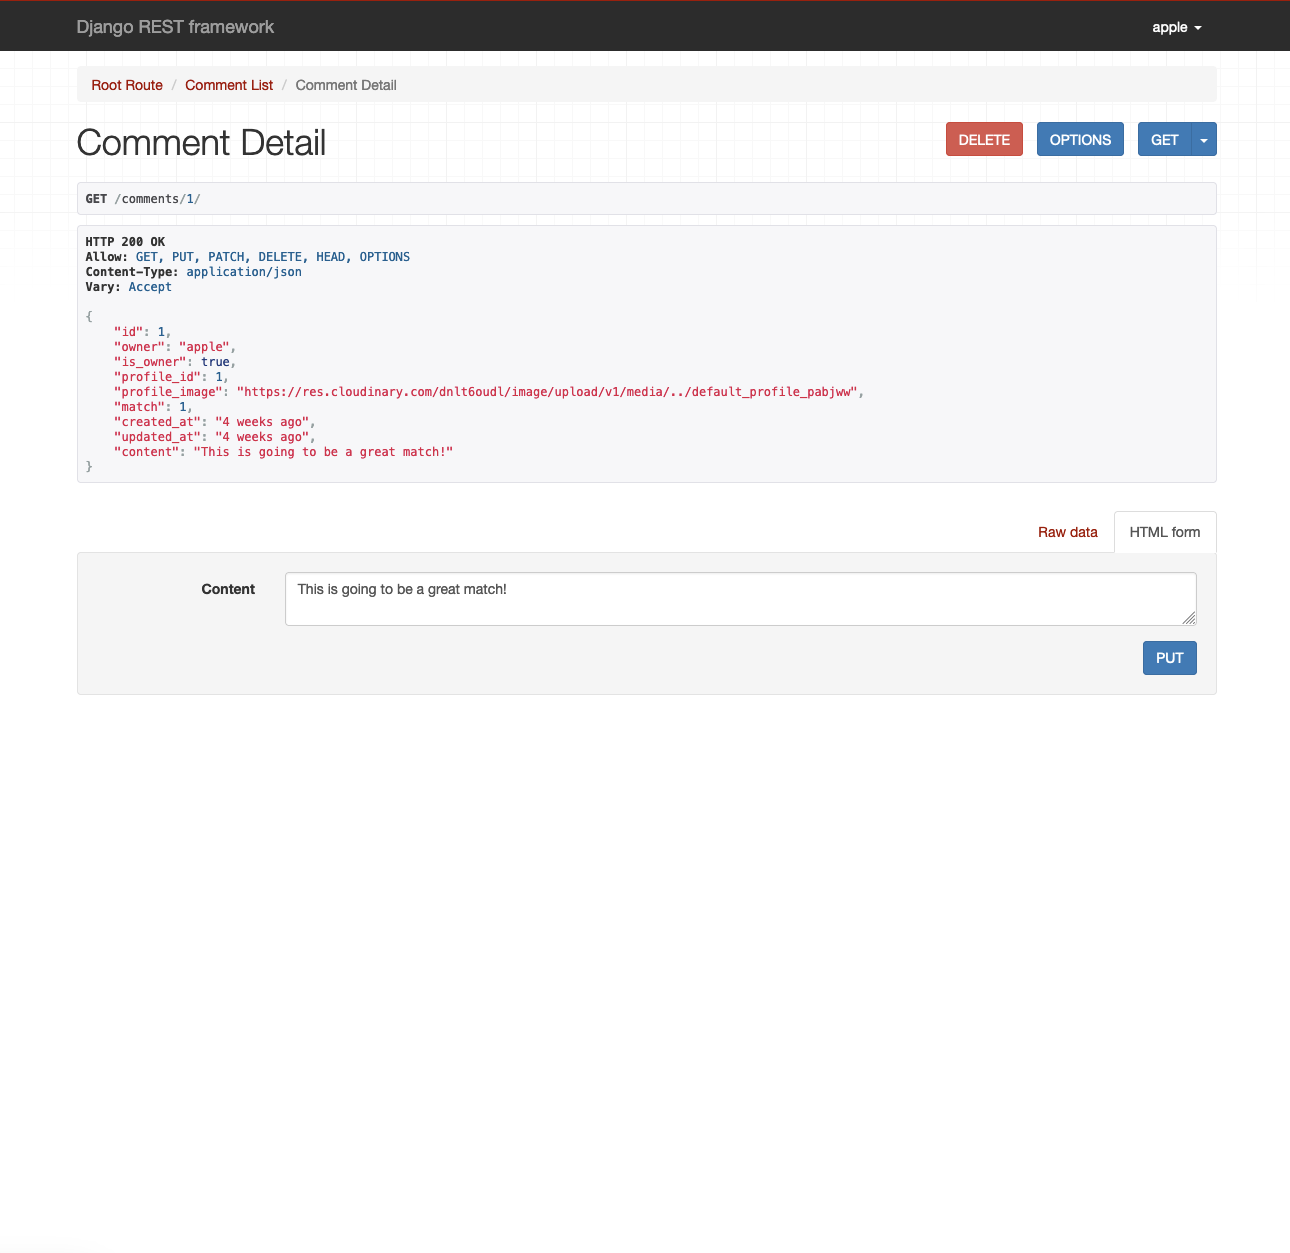 Django REST framework
apple
Root Route / Comment List / Comment Detail
Comment Detail
DELETE
OPTIONS
GET
GET /comments/1/
HTTP 200 OK
Allow: GET, PUT, PATCH, DELETE, HEAD, OPTIONS
Content-Type: application/json
Vary: Accept
{
    "id": 1,
    "owner": "apple",
    "is_owner": true,
    "profile_id": 1,
    "profile_image": "https://res.cloudinary.com/dnlt6oudl/image/upload/v1/media/../default_profile_pabjww",
    "match": 1,
    "created_at": "4 weeks ago",
    "updated_at": "4 weeks ago",
    "content": "This is going to be a great match!"
}
Raw data
HTML form
Content
This is going to be a great match!
PUT